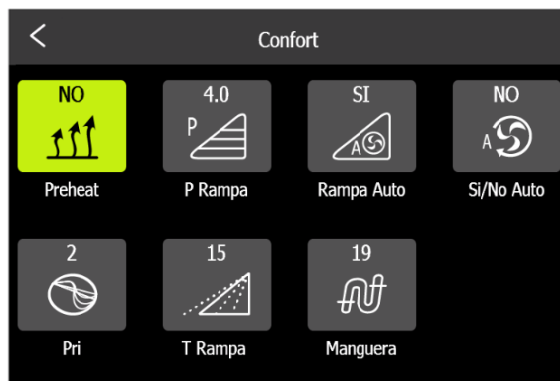 Confort
NO
4.0
SI
NO
P
A
A
Preheat
P Rampa
Rampa Auto
Si/No Auto
2
15
19
Pri
T Rampa
Manguera